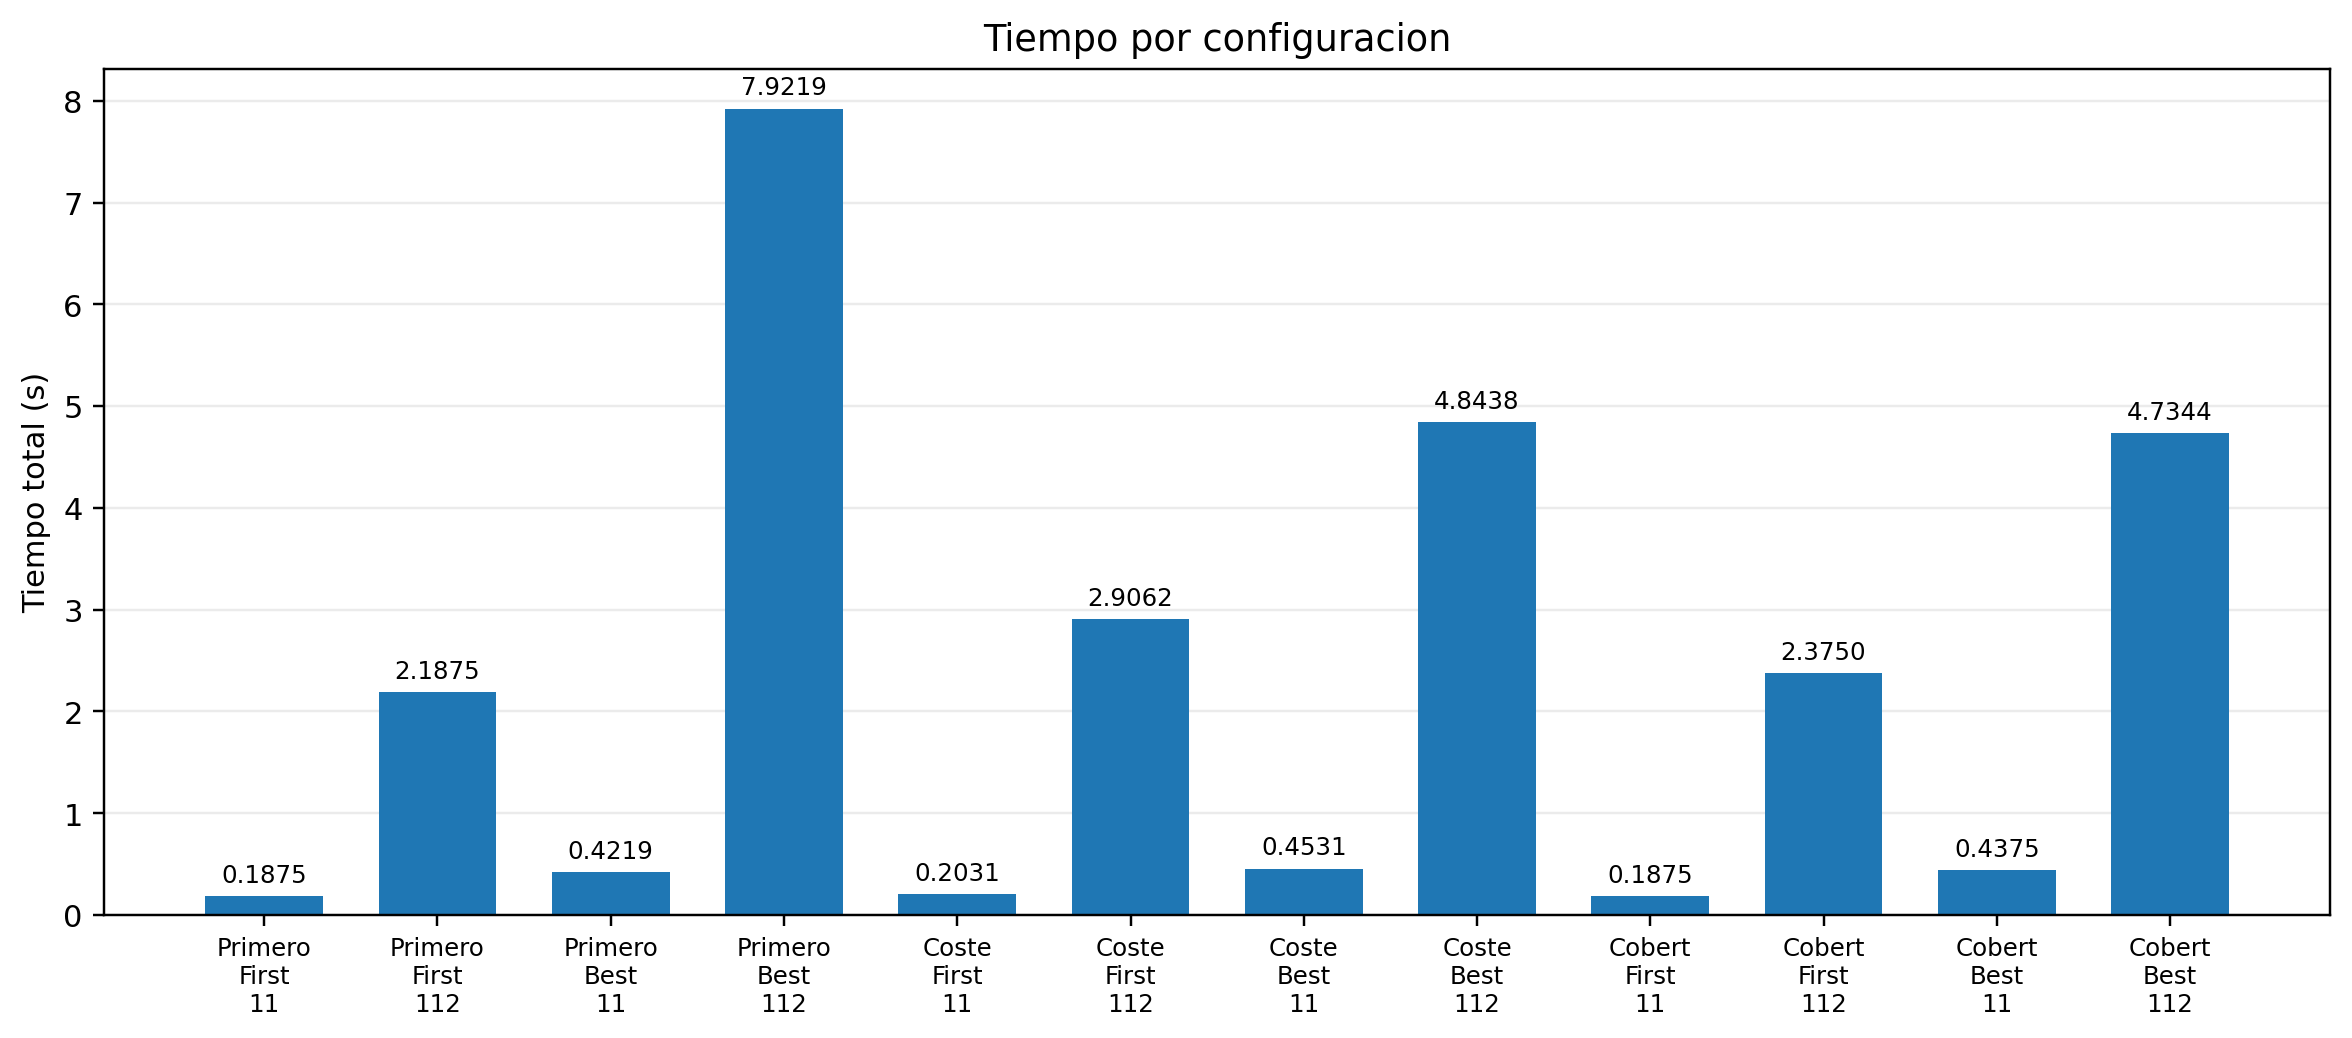 Tiempo por configuracion
Tiempo total (s)
8
7
6
5
4
3
2
1
0
0.1875
2.1875
0.4219
7.9219
0.2031
2.9062
0.4531
4.8438
0.1875
2.3750
0.4375
4.7344
Primero
First
11
Primero
First
112
Primero
Best
11
Primero
Best
112
Coste
First
11
Coste
First
112
Coste
Best
11
Coste
Best
112
Cobert
First
11
Cobert
First
112
Cobert
Best
11
Cobert
Best
112